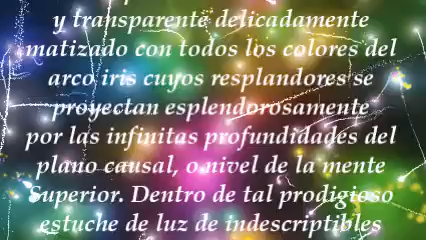 y transparente delicadamente
matizado con todos los colores del
arco iris cuyos resplandores se
proyectan esplendorosamente
por las infinitas profundidades del
plano causal, o nivel de la mente
Superior. Dentro de tal prodigioso
estuche de luz de indescriptibles